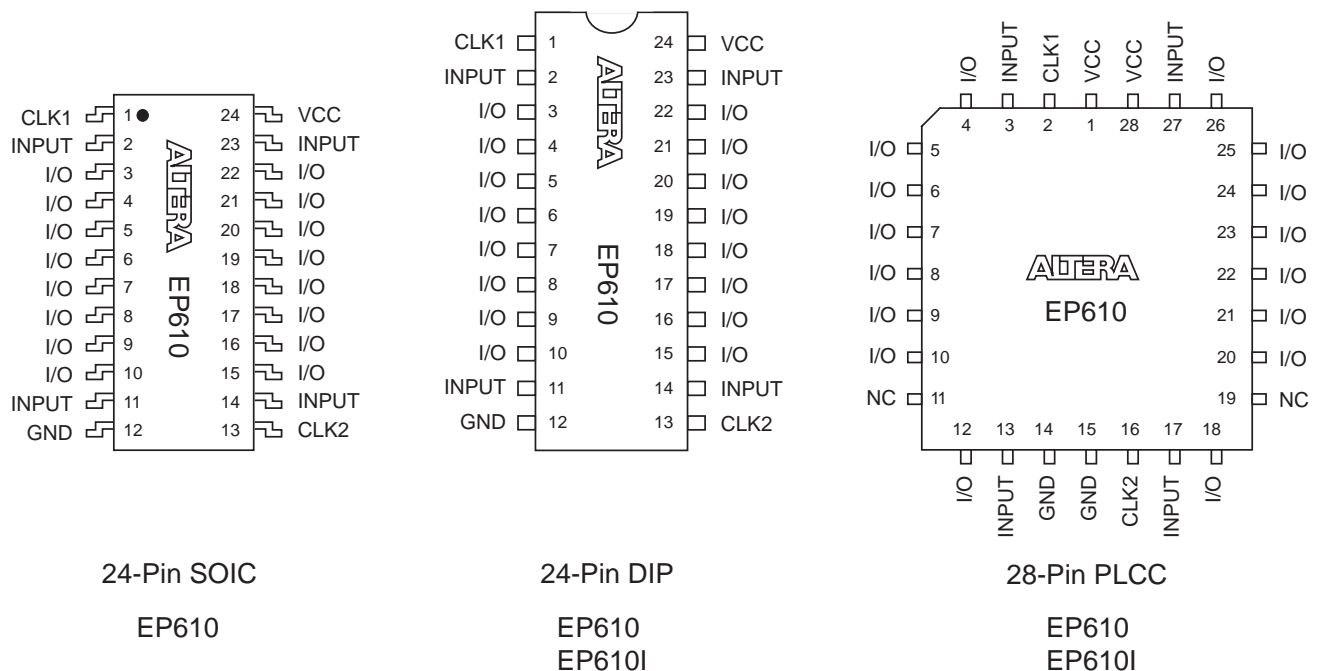 CLK1 1 24 VCC
INPUT 2 23 INPUT
I/O 3 22 I/O
I/O 4 21 I/O
I/O 5 20 I/O
I/O 6 19 I/O
I/O 7 18 I/O
I/O 8 17 I/O
I/O 9 16 I/O
I/O 10 15 I/O
INPUT 11 14 INPUT
GND 12 13 CLK2
ALTERA
EP610
24-Pin SOIC
EP610
CLK1 1 24 VCC
INPUT 2 23 INPUT
I/O 3 22 I/O
I/O 4 21 I/O
I/O 5 20 I/O
I/O 6 19 I/O
I/O 7 18 I/O
I/O 8 17 I/O
I/O 9 16 I/O
I/O 10 15 I/O
INPUT 11 14 INPUT
GND 12 13 CLK2
ALTERA
EP610
24-Pin DIP
EP610
EP610I
I/O INPUT CLK1 VCC VCC INPUT I/O
4 3 2 1 28 27 26
I/O 5 25 I/O
I/O 6 24 I/O
I/O 7 23 I/O
I/O 8 22 I/O
I/O 9 21 I/O
I/O 10 20 I/O
NC 11 19 NC
ALTERA
EP610
12 13 14 15 16 17 18
I/O INPUT GND GND CLK2 INPUT I/O
28-Pin PLCC
EP610
EP610I